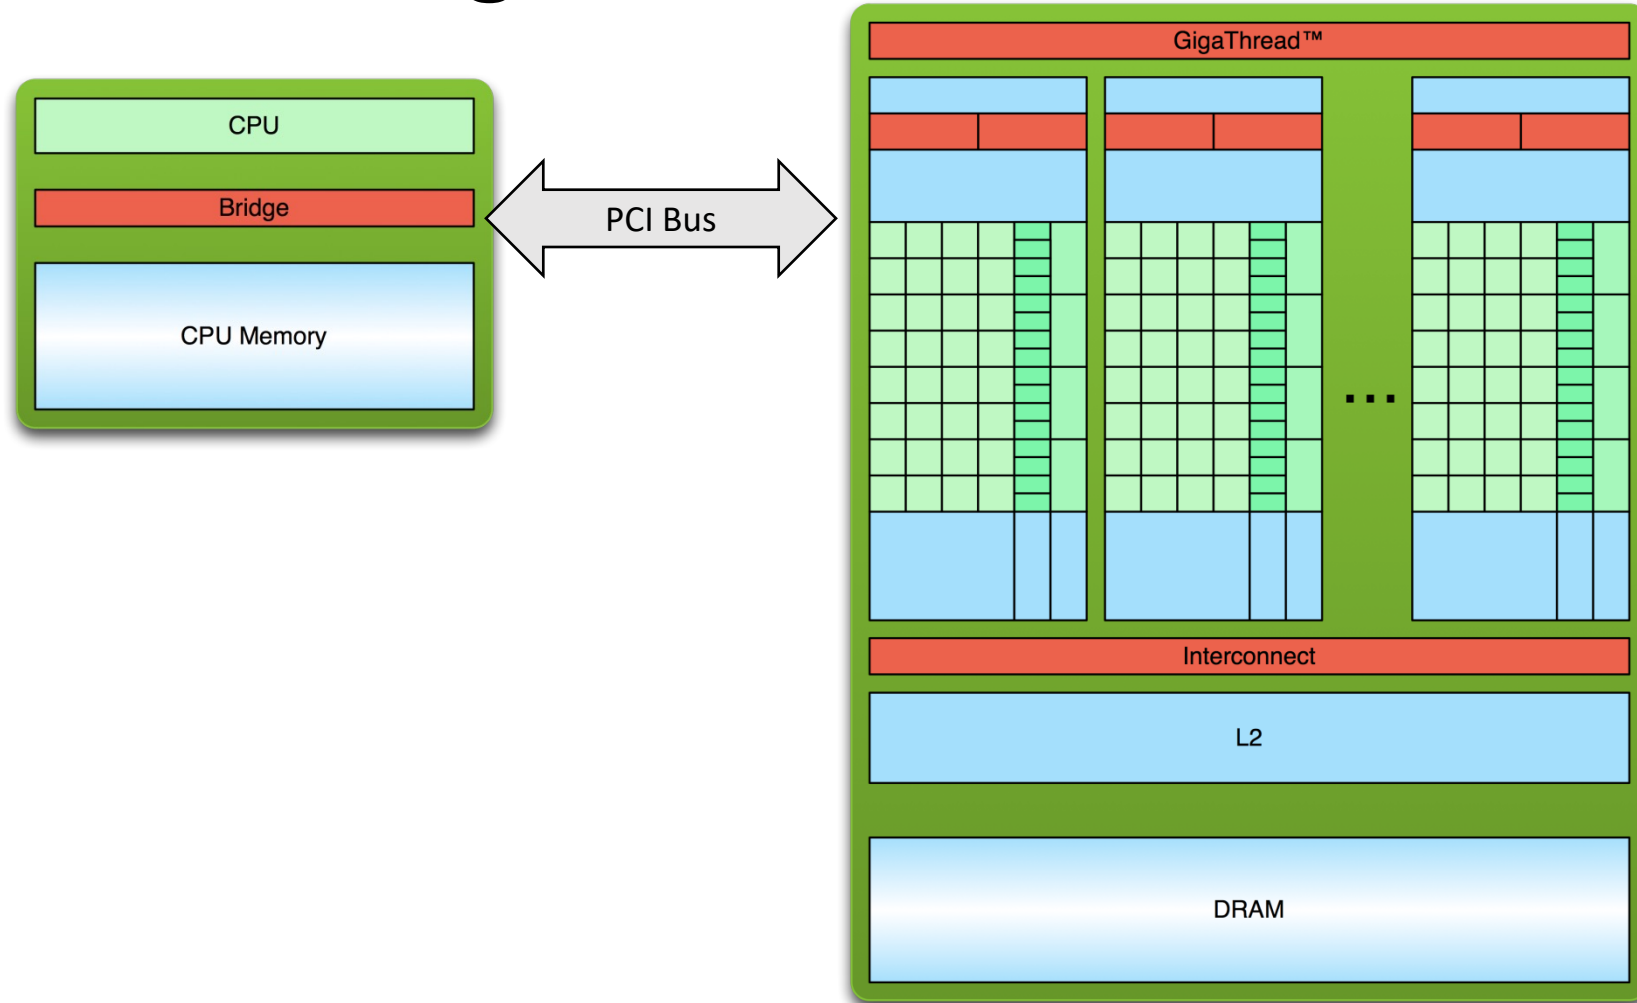 CPU
Bridge
CPU Memory
PCI Bus
GigaThread™
...
Interconnect
L2
DRAM